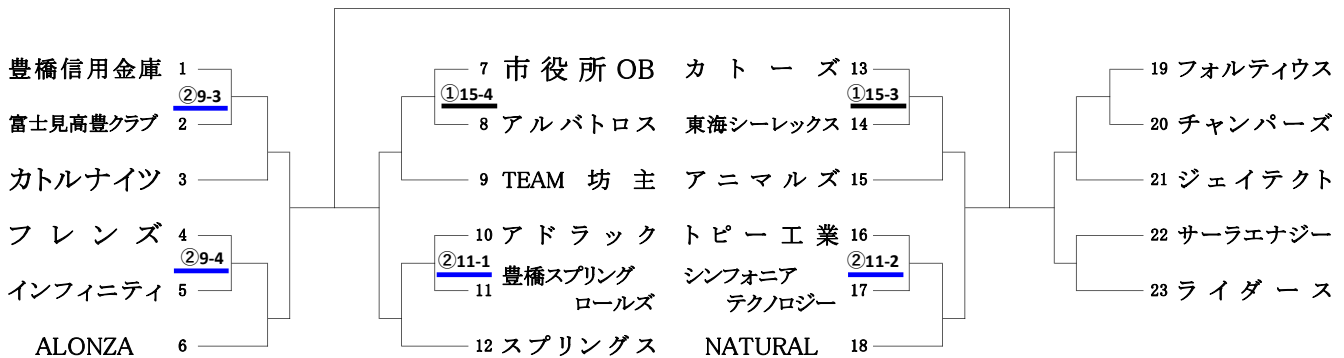 豊橋信用金庫 1
②9-3
富士見高豊クラブ 2
カトルナイツ 3
フレンズ 4
②9-4
インフィニティ 5
ALONZA 6
7 市役所OB
①15-4
8 アルバトロス
9 TEAM 坊主
10 アドラック
②11-1
11 豊橋スプリング
ロールズ
12 スプリングス
カトーズ 13
①15-3
東海シーレックス 14
アニマルズ 15
トピー工業 16
②11-2
シンフォニア
テクノロジー 17
NATURAL 18
19 フォルティウス
20 チャンパーズ
21 ジェイテクト
22 サーラエナジー
23 ライダース